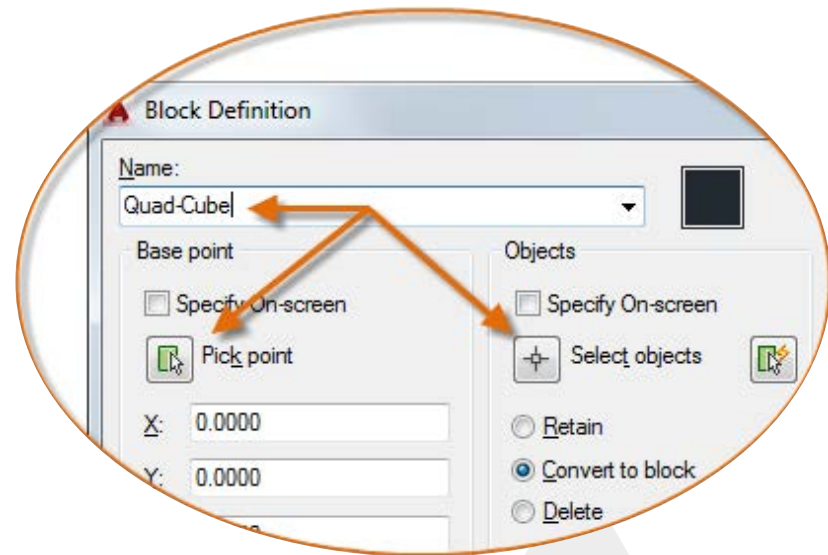 Block Definition
Name:
Quad-Cube
Base point
Specify On-screen
Pick point
X: 0.0000
Y: 0.0000
Objects
Specify On-screen
Select objects
Retain
Convert to block
Delete